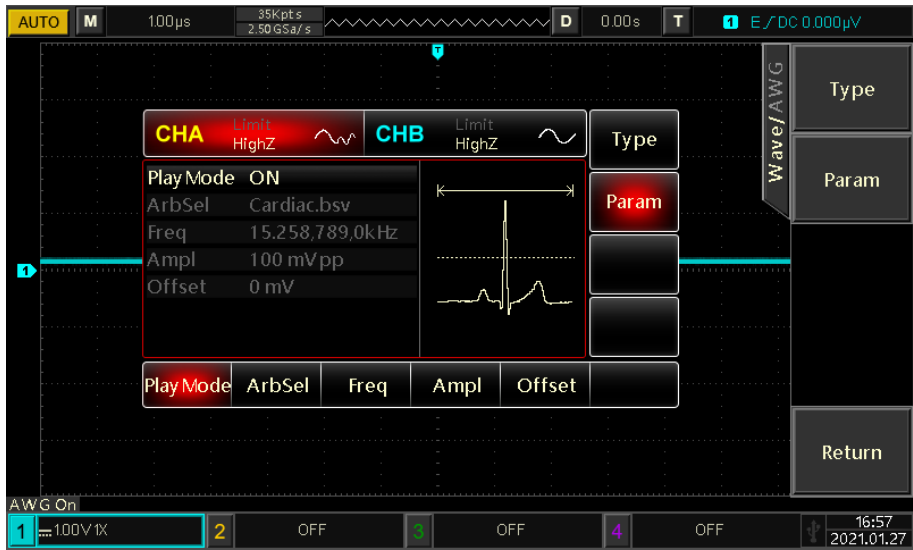 AUTO M 1.00μs 35Kpts D 0.00s T 1 E DC 0.000μV
2.50GSa/s
T
Wave/AWG
Type
Param
Return
CHA Limit HighZ CHB Limit HighZ Type
Param
Play Mode ON
ArbSel Cardiac.bsv
Freq 15.258,789,0kHz
Ampl 100 mVpp
Offset 0 mV
1
Play Mode ArbSel Freq Ampl Offset
AWG On
1 1.00V 1X 2 OFF 3 OFF 4 OFF 16:57
2021.01.27